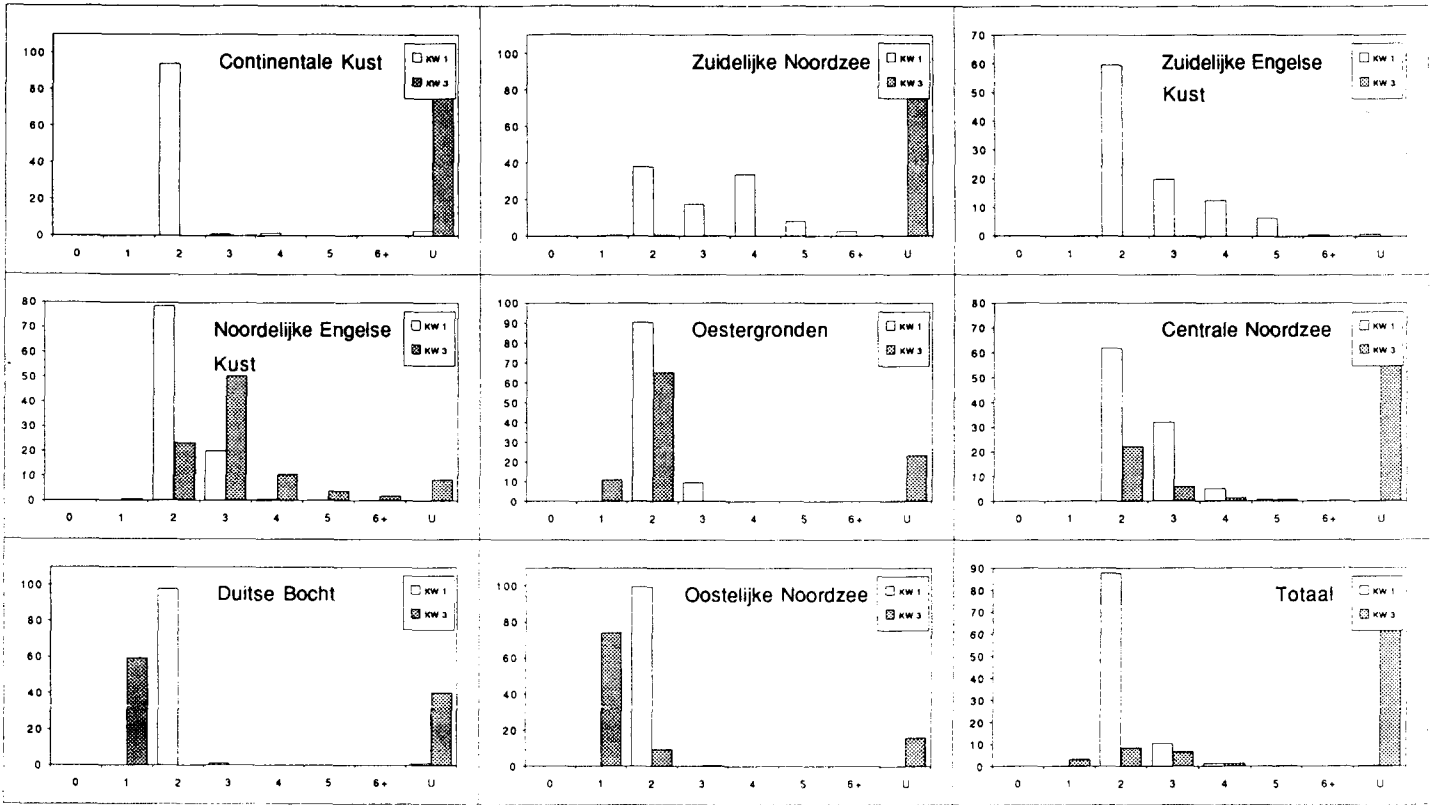 Continentale Kust
KW 1
KW 3
100
80
60
40
20
0
0 1 2 3 4 5 6+ U
Zuidelijke Noordzee
KW 1
KW 3
100
80
60
40
20
0
0 1 2 3 4 5 6+ U
Zuidelijke Engelse
Kust
KW 1
KW 3
70
60
50
40
30
20
10
0
0 1 2 3 4 5 6+ U
Noordelijke Engelse
Kust
KW 1
KW 3
80
70
60
50
40
30
20
10
0
0 1 2 3 4 5 6+ U
Oestergronden
KW 1
KW 3
100
90
80
70
60
50
40
30
20
10
0
0 1 2 3 4 5 6+ U
Centrale Noordzee
KW 1
KW 3
80
70
60
50
40
30
20
10
0
0 1 2 3 4 5 6+ U
Duitse Bocht
KW 1
KW 3
100
80
60
40
20
0
0 1 2 3 4 5 6+ U
Oostelijke Noordzee
KW 1
KW 3
100
80
60
40
20
0
0 1 2 3 4 5 6+ U
Totaal
KW 1
KW 3
90
80
70
60
50
40
30
20
10
0
0 1 2 3 4 5 6+ U